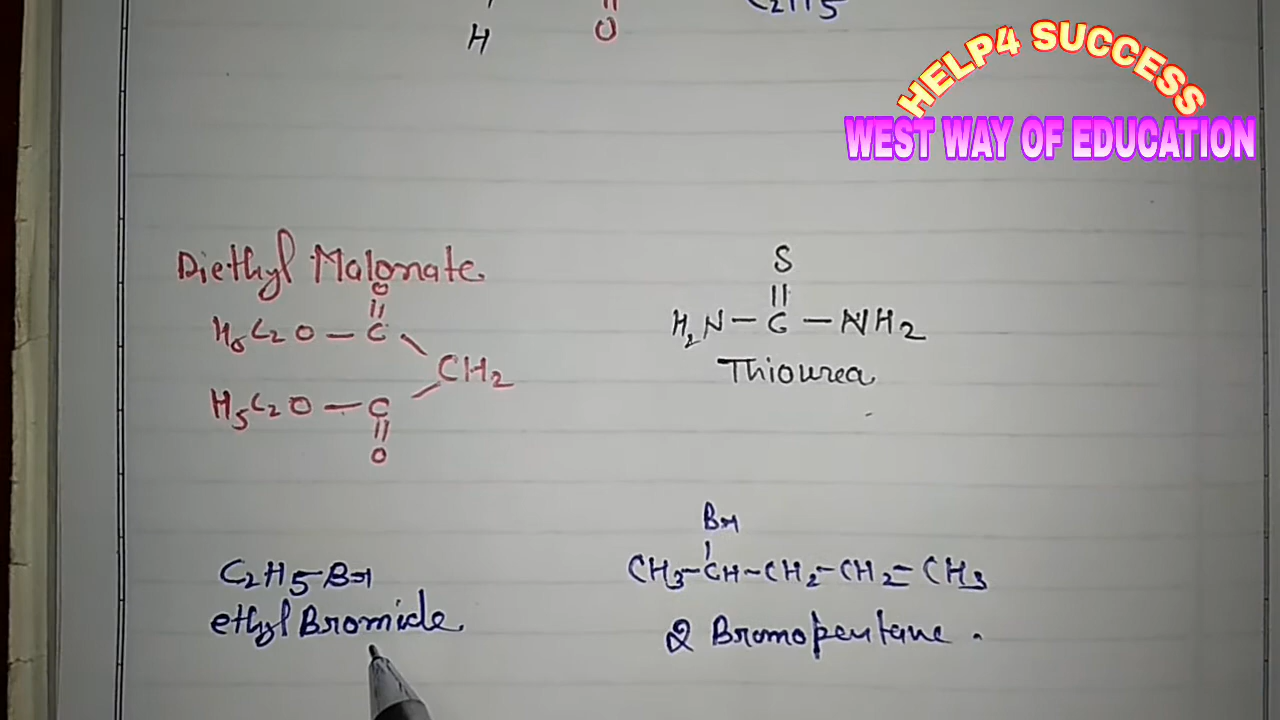 C2H5
H
O
HELP4 SUCCESS
WEST WAY OF EDUCATION
Diethyl Malonate
O
||
H5C2O — C
CH2
H5C2O — C
||
O
S
||
H2N — C — NH2
Thiourea
C2H5-Br
ethyl Bromide
Br
CH3-CH-CH2-CH2-CH3
2 Bromopentane.